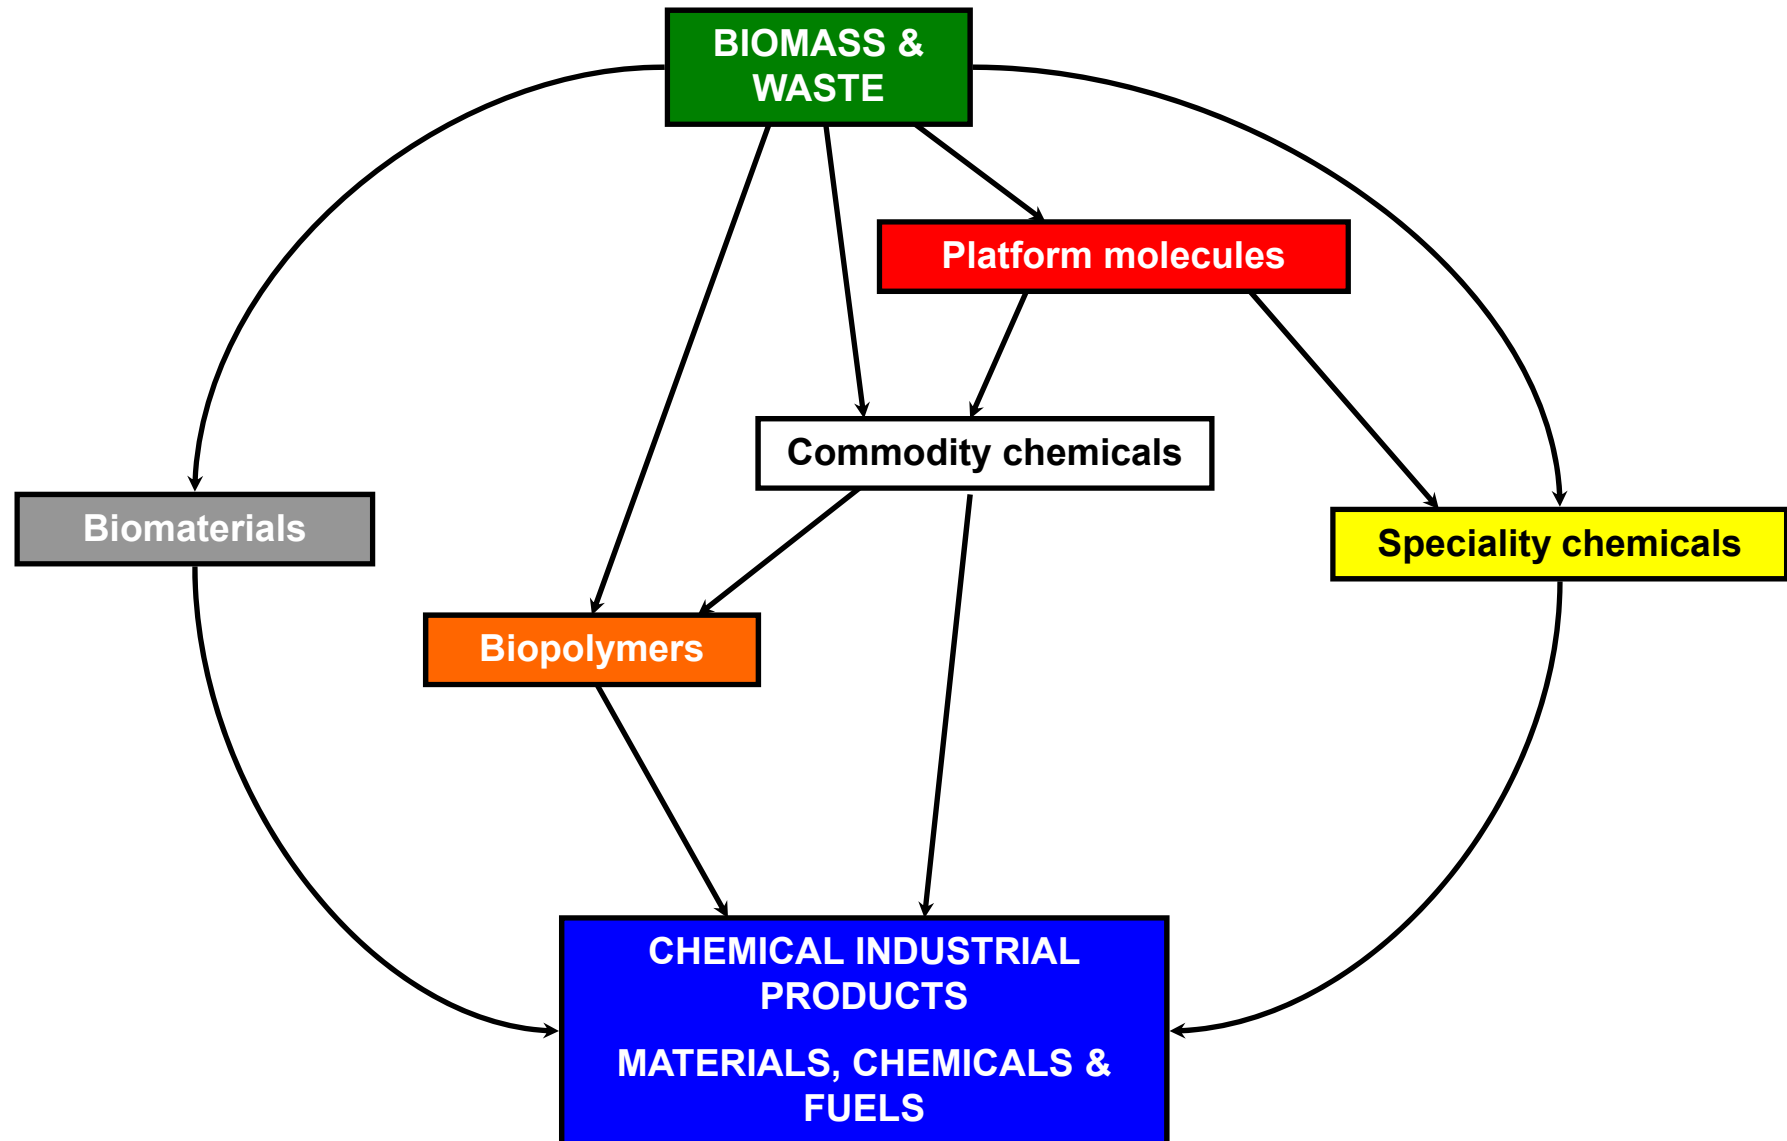 BIOMASS &
WASTE
Platform molecules
Commodity chemicals
Biomaterials
Speciality chemicals
Biopolymers
CHEMICAL INDUSTRIAL
PRODUCTS
MATERIALS, CHEMICALS &
FUELS